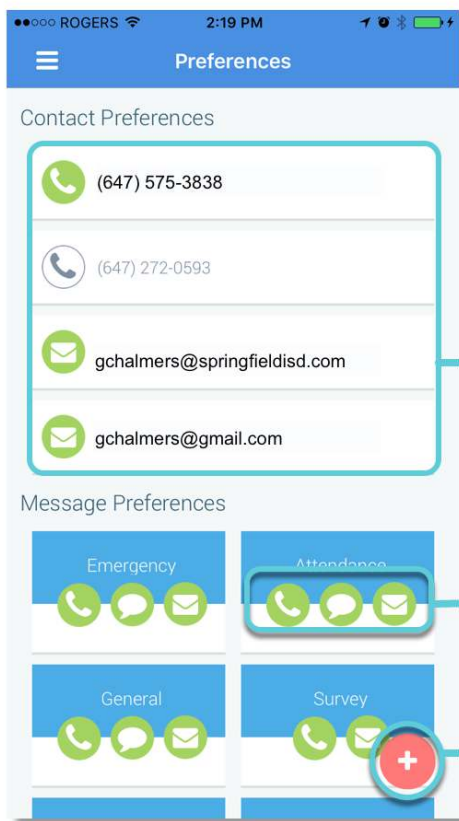 ROGERS 2:19 PM
Preferences
Contact Preferences
(647) 575-3838
(647) 272-0593
gchalmers@springfieldisd.com
gchalmers@gmail.com
Message Preferences
Emergency Attendance
General Survey
+